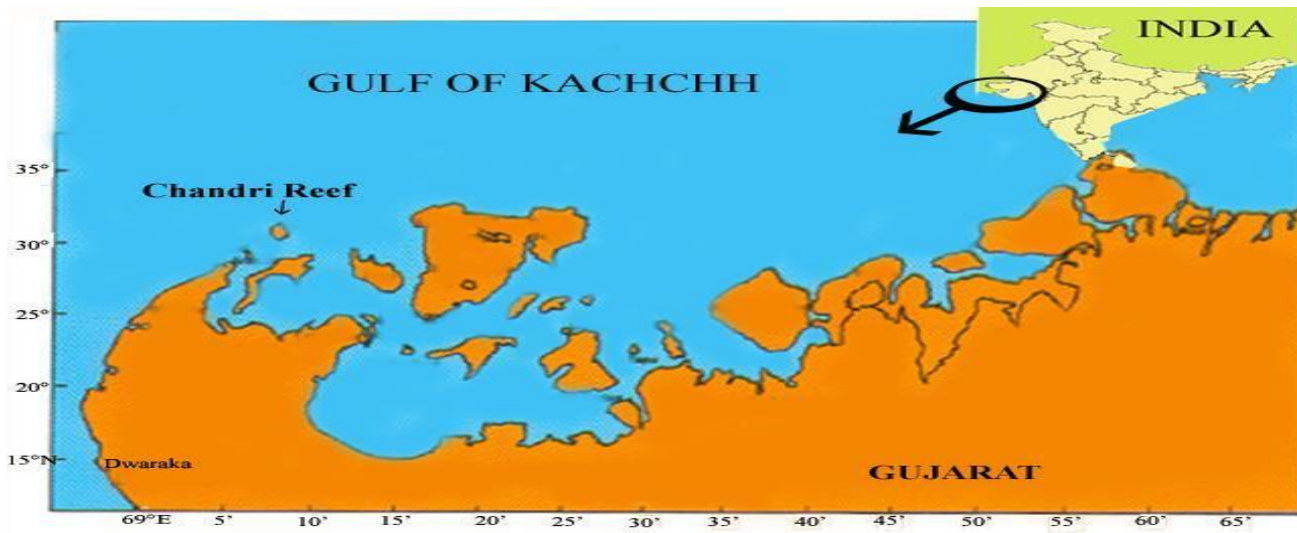 INDIA
GULF OF KACHCHH
35°
Chandri Reef
30°
25°
20°
15°N
Dwaraka
GUJARAT
69°E 5' 10' 15' 20' 25' 30' 35' 40' 45' 50' 55' 60' 65'